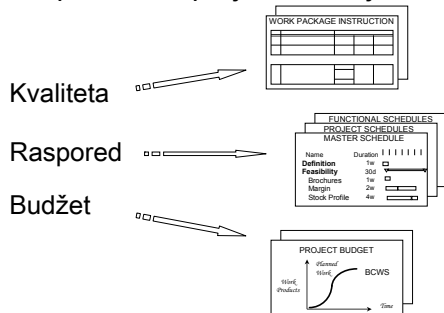 WORK PACKAGE INSTRUCTION
Kvaliteta
FUNCTIONAL SCHEDULES
PROJECT SCHEDULES
MASTER SCHEDULE
Raspored
Name Duration
Definition 1w
Feasibility 30d
Brochures 1w
Margin 2w
Stock Profile 4w
Budžet
PROJECT BUDGET
Planned
Work
BCWS
Work
Products
Time